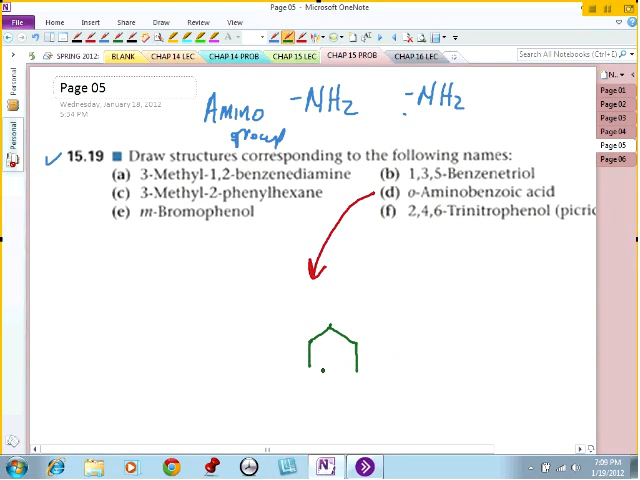 Page 05 - Microsoft OneNote
File Home Insert Share Draw Review View
SPRING 2012: BLANK CHAP 14 LEC CHAP 14 PROB CHAP 15 LEC CHAP 15 PROB CHAP 16 LEC Search All Notebooks (Ctrl+E)
Page 05
Wednesday, January 18, 2012
5:34 PM
Amino -NH2 -NH2
group
15.19 Draw structures corresponding to the following names:
(a) 3-Methyl-1,2-benzenediamine (b) 1,3,5-Benzenetriol
(c) 3-Methyl-2-phenylhexane (d) o-Aminobenzoic acid
(e) m-Bromophenol (f) 2,4,6-Trinitrophenol (picric
Personal
Personal
N..
Page 01
Page 02
Page 03
Page 04
Page 05
Page 06
7:09 PM
1/19/2012